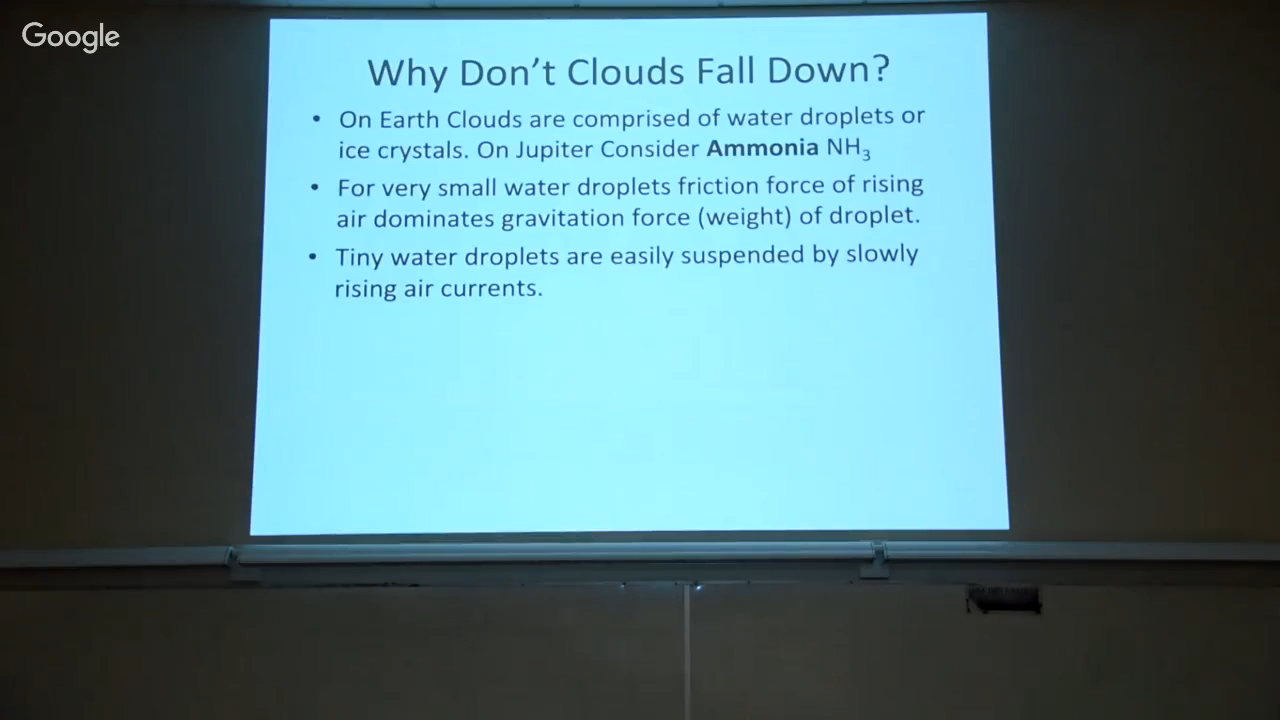 Google
Why Don't Clouds Fall Down?
• On Earth Clouds are comprised of water droplets or
ice crystals. On Jupiter Consider Ammonia NH₃
• For very small water droplets friction force of rising
air dominates gravitation force (weight) of droplet.
• Tiny water droplets are easily suspended by slowly
rising air currents.